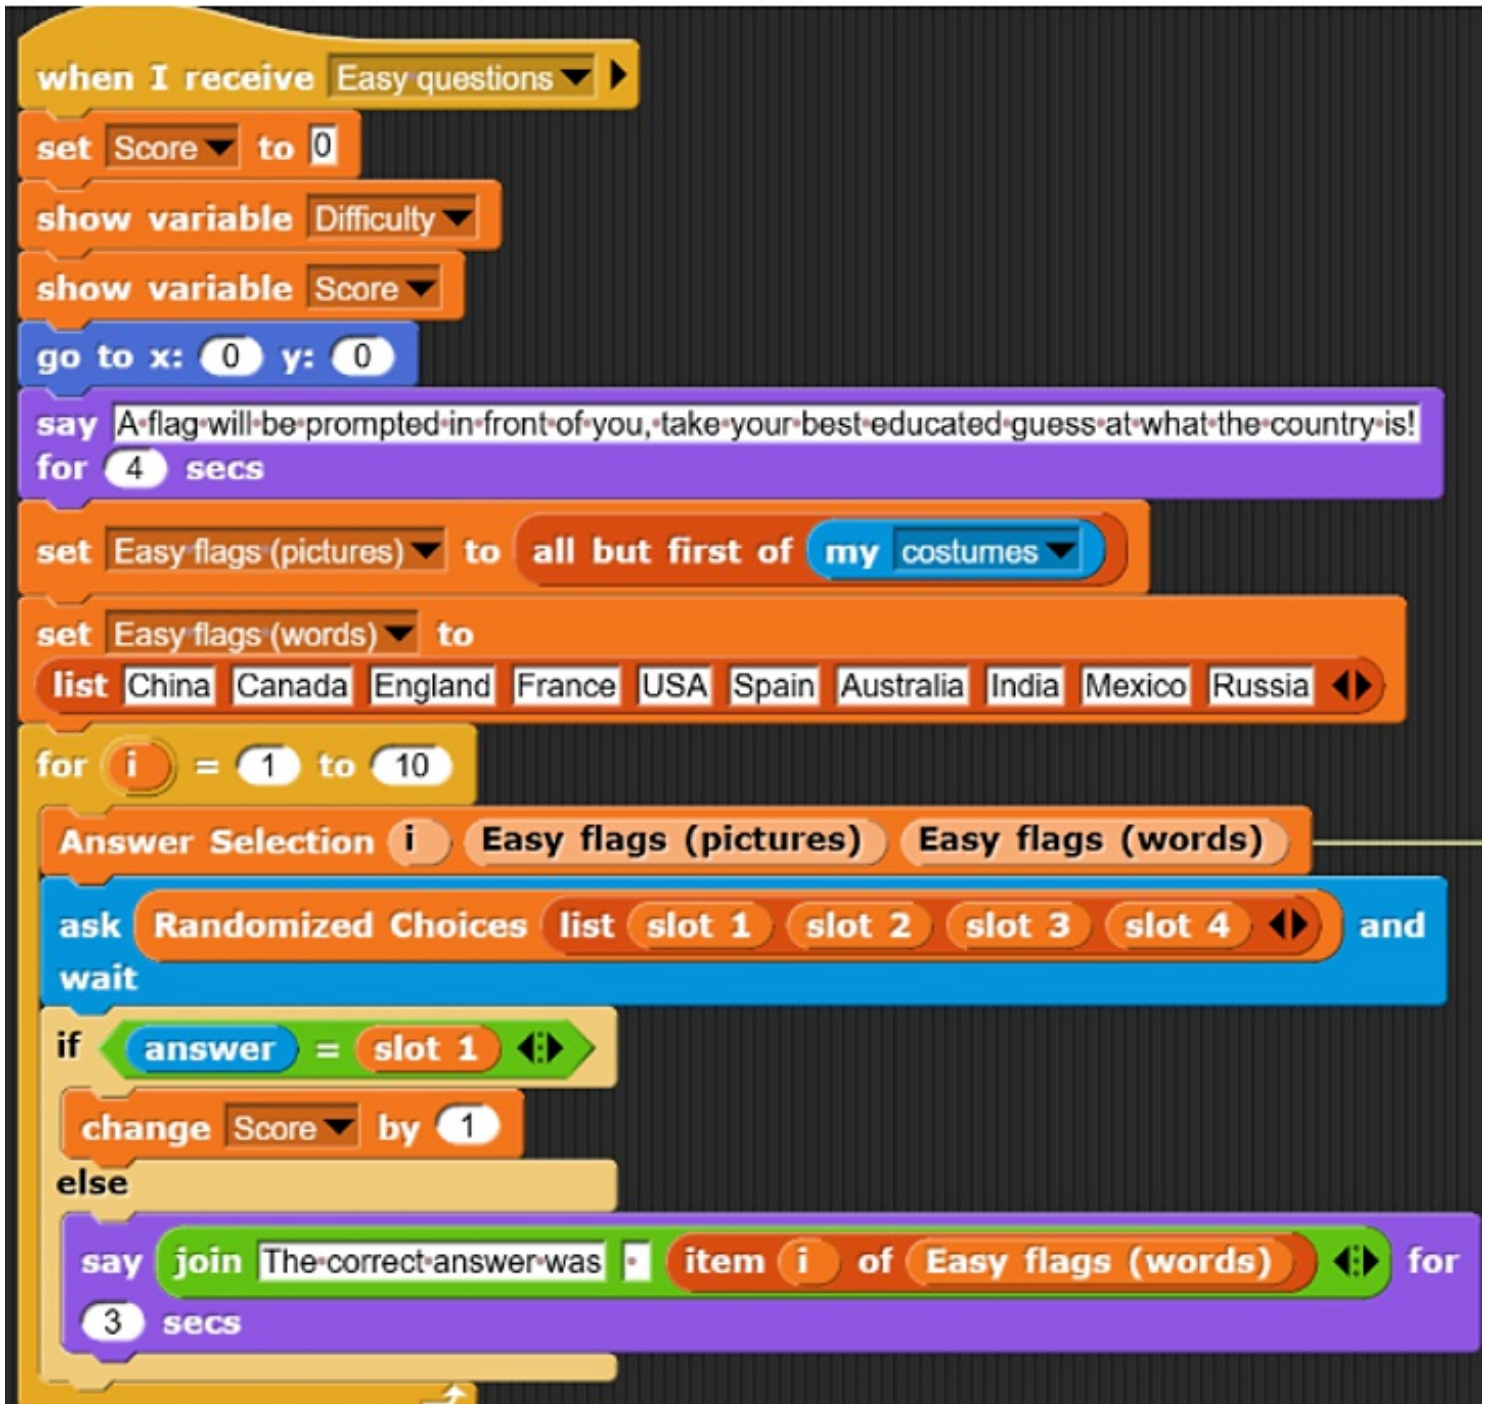 when I receive Easy questions
set Score to 0
show variable Difficulty
show variable Score
go to x: 0 y: 0
say A flag will be prompted in front of you, take your best educated guess at what the country is!
for 4 secs
set Easy flags (pictures) to all but first of my costumes
set Easy flags (words) to
list China Canada England France USA Spain Australia India Mexico Russia
for i = 1 to 10
Answer Selection i Easy flags (pictures) Easy flags (words)
ask Randomized Choices list slot 1 slot 2 slot 3 slot 4 and
wait
if answer = slot 1
change Score by 1
else
say join The correct answer was item i of Easy flags (words) for
3 secs